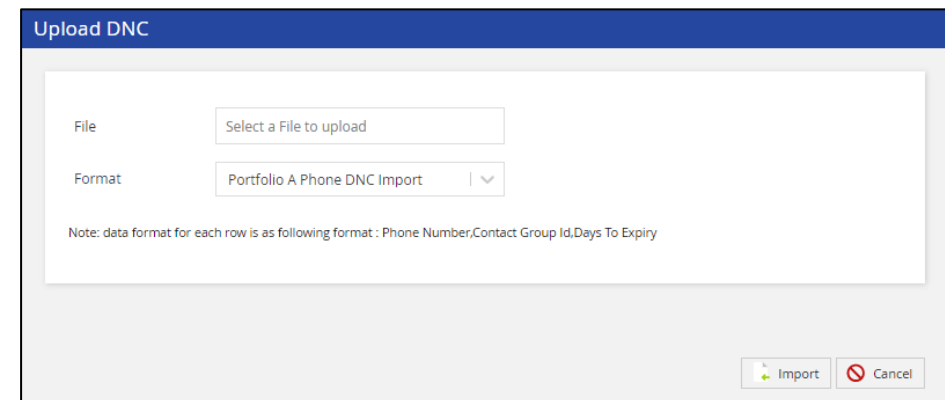 Upload DNC
File
Select a File to upload
Format
Portfolio A Phone DNC Import
Note: data format for each row is as following format : Phone Number,Contact Group Id,Days To Expiry
Import
Cancel